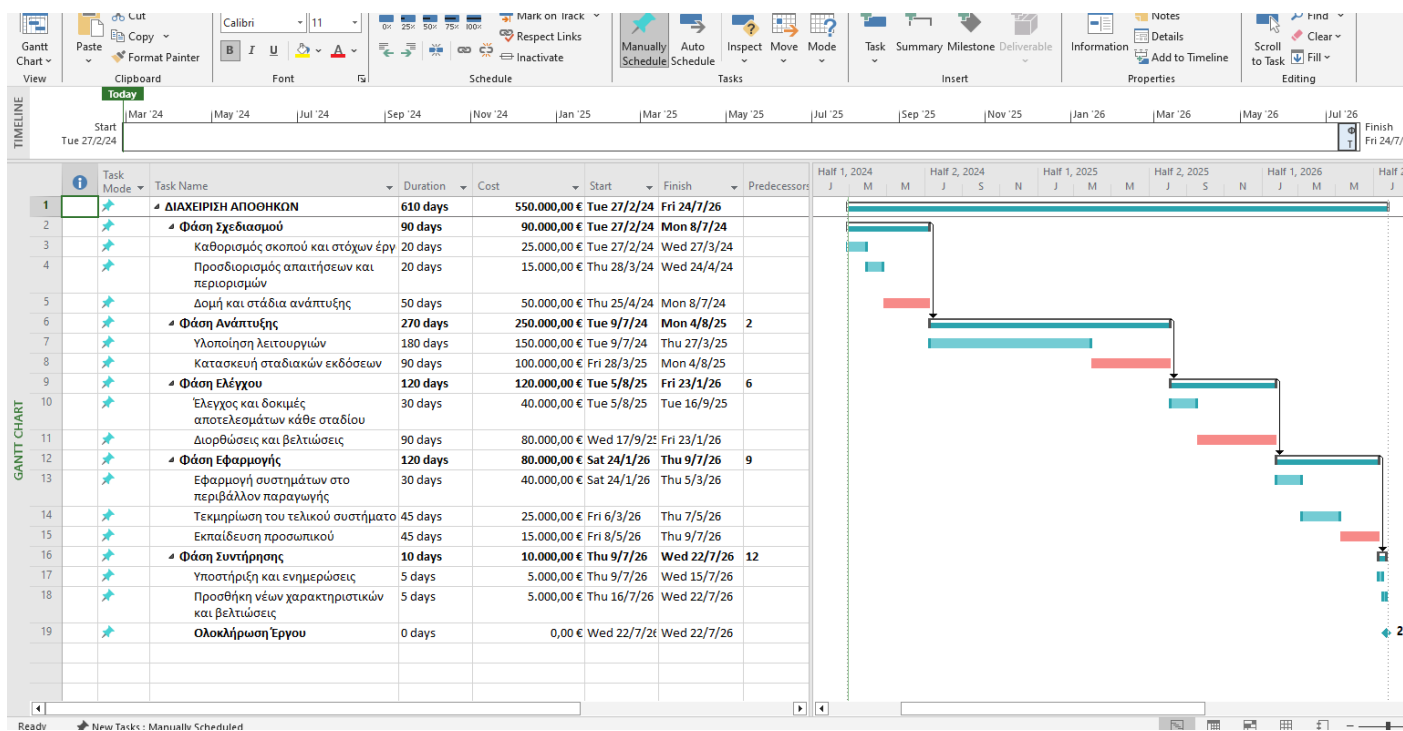 Cut
Calibri 11
0× 25× 50× 75× 100×
Mark on Track
Notes
Find
Copy
Respect Links
Details
Clear
Gantt Chart
Paste
Format Painter
B I U A
Inactivate
Manually Schedule
Auto Schedule
Inspect Move Mode
Task Summary Milestone Deliverable
Information
Add to Timeline
Scroll to Task
Fill
View Clipboard Font Schedule Tasks Insert Properties Editing
TIMELINE
Today
Mar '24 May '24 Jul '24 Sep '24 Nov '24 Jan '25 Mar '25 May '25 Jul '25 Sep '25 Nov '25 Jan '26 Mar '26 May '26 Jul '26
Start
Tue 27/2/24
Φ
Τ
Finish
Fri 24/7/
GANTT CHART
Task Mode Task Name Duration Cost Start Finish Predecessors
Half 1, 2024 Half 2, 2024 Half 1, 2025 Half 2, 2025 Half 1, 2026 Half 2
J M M J S N J M M J S N J M M J
1 ΔΙΑΧΕΙΡΙΣΗ ΑΠΟΘΗΚΩΝ 610 days 550.000,00 € Tue 27/2/24 Fri 24/7/26
2 Φάση Σχεδιασμού 90 days 90.000,00 € Tue 27/2/24 Mon 8/7/24
3 Καθορισμός σκοπού και στόχων έργ 20 days 25.000,00 € Tue 27/2/24 Wed 27/3/24
4 Προσδιορισμός απαιτήσεων και 20 days 15.000,00 € Thu 28/3/24 Wed 24/4/24
περιορισμών
5 Δομή και στάδια ανάπτυξης 50 days 50.000,00 € Thu 25/4/24 Mon 8/7/24
6 Φάση Ανάπτυξης 270 days 250.000,00 € Tue 9/7/24 Mon 4/8/25 2
7 Υλοποίηση λειτουργιών 180 days 150.000,00 € Tue 9/7/24 Thu 27/3/25
8 Κατασκευή σταδιακών εκδόσεων 90 days 100.000,00 € Fri 28/3/25 Mon 4/8/25
9 Φάση Ελέγχου 120 days 120.000,00 € Tue 5/8/25 Fri 23/1/26 6
10 Έλεγχος και δοκιμές 30 days 40.000,00 € Tue 5/8/25 Tue 16/9/25
αποτελεσμάτων κάθε σταδίου
11 Διορθώσεις και βελτιώσεις 90 days 80.000,00 € Wed 17/9/25 Fri 23/1/26
12 Φάση Εφαρμογής 120 days 80.000,00 € Sat 24/1/26 Thu 9/7/26 9
13 Εφαρμογή συστημάτων στο 30 days 40.000,00 € Sat 24/1/26 Thu 5/3/26
περιβάλλον παραγωγής
14 Τεκμηρίωση του τελικού συστήματο 45 days 25.000,00 € Fri 6/3/26 Thu 7/5/26
15 Εκπαίδευση προσωπικού 45 days 15.000,00 € Fri 8/5/26 Thu 9/7/26
16 Φάση Συντήρησης 10 days 10.000,00 € Thu 9/7/26 Wed 22/7/26 12
17 Υποστήριξη και ενημερώσεις 5 days 5.000,00 € Thu 9/7/26 Wed 15/7/26
18 Προσθήκη νέων χαρακτηριστικών 5 days 5.000,00 € Thu 16/7/26 Wed 22/7/26
και βελτιώσεις
19 Ολοκλήρωση Έργου 0 days 0,00 € Wed 22/7/26 Wed 22/7/26 2
Ready New Tasks : Manually Scheduled